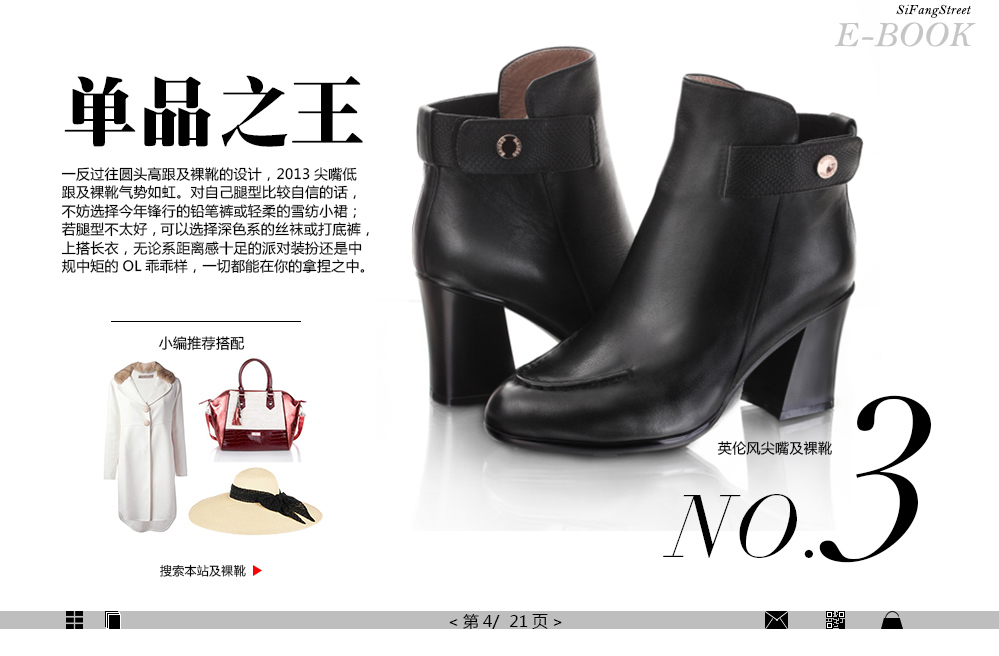 SiFangStreet
E-BOOK
单品之王
一反过往圆头高跟及裸靴的设计，2013 尖嘴低
跟及裸靴气势如虹。对自己腿型比较自信的话，
不妨选择今年锋行的铅笔裤或轻柔的雪纺小裙；
若腿型不太好，可以选择深色系的丝袜或打底裤，
上搭长衣，无论系距离感十足的派对装扮还是中
规中矩的 OL 乖乖样，一切都能在你的拿捏之中。
小编推荐搭配
英伦风尖嘴及裸靴
NO.3
搜索本站及裸靴
< 第 4/ 21 页 >